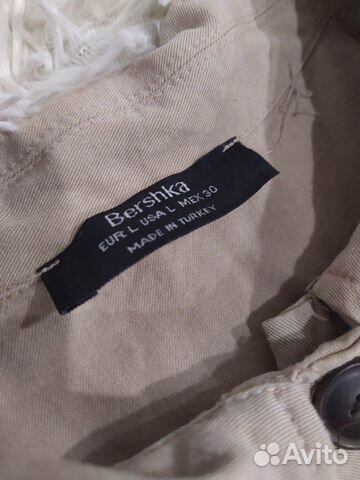 Bershka
EUR L USA L MEX 30
MADE IN TURKEY
Avito